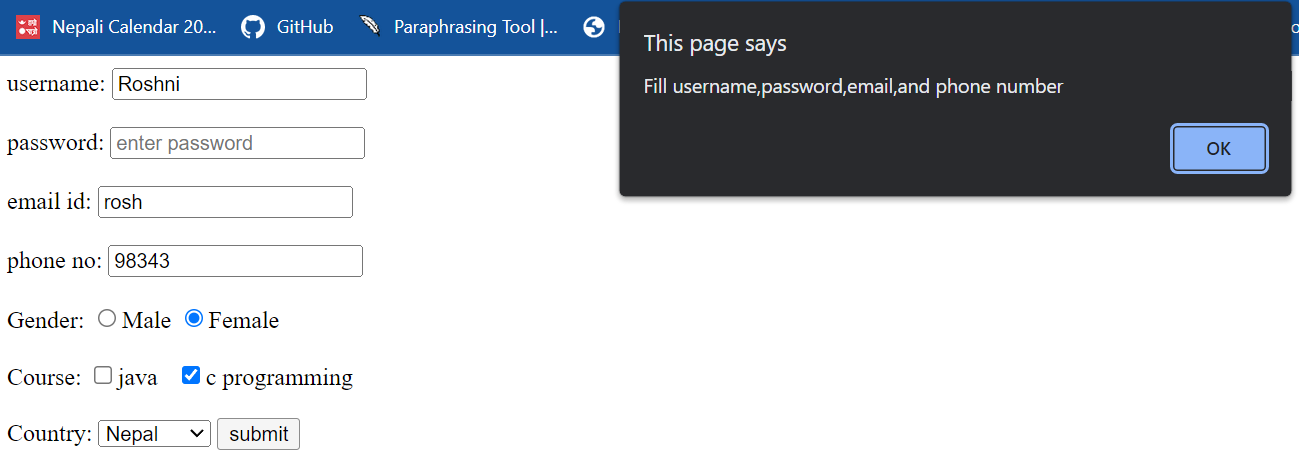 Nepali Calendar 20...
GitHub
Paraphrasing Tool |...
This page says
Fill username,password,email,and phone number
OK
username: Roshni
password: enter password
email id: rosh
phone no: 98343
Gender: Male Female
Course: java c programming
Country: Nepal submit